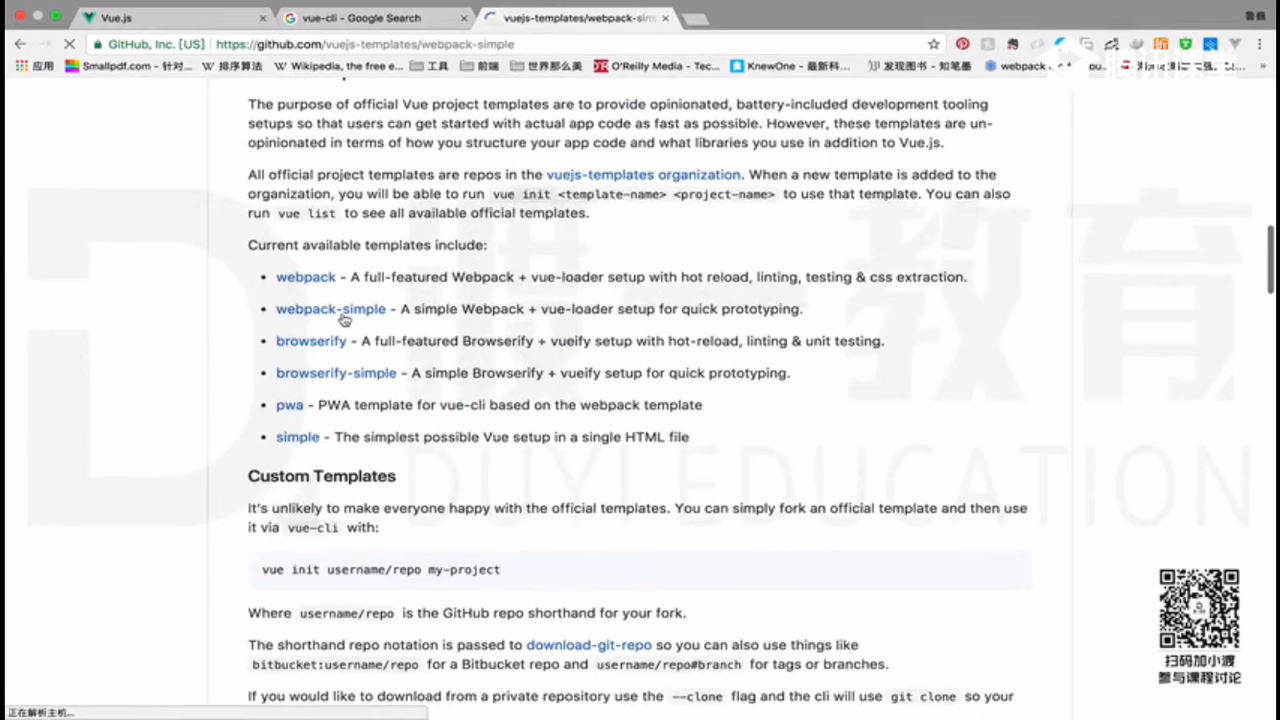 Vue.js
vue-cli - Google Search
vuejs-templates/webpack-sim
GitHub, Inc. [US]
https://github.com/vuejs-templates/webpack-simple
应用
Smallpdf.com - 针对...
排序算法
Wikipedia, the free e...
工具
前端
世界那么美
O'Reilly Media - Tec...
KnewOne - 最新科...
发现图书 - 知笔墨
webpack
腾讯课堂
The purpose of official Vue project templates are to provide opinionated, battery-included development tooling
setups so that users can get started with actual app code as fast as possible. However, these templates are un-
opinionated in terms of how you structure your app code and what libraries you use in addition to Vue.js.
All official project templates are repos in the vuejs-templates organization. When a new template is added to the
organization, you will be able to run vue init <template-name> <project-name> to use that template. You can also
run vue list to see all available official templates.
Current available templates include:
• webpack - A full-featured Webpack + vue-loader setup with hot reload, linting, testing & css extraction.
• webpack-simple - A simple Webpack + vue-loader setup for quick prototyping.
• browserify - A full-featured Browserify + vueify setup with hot-reload, linting & unit testing.
• browserify-simple - A simple Browserify + vueify setup for quick prototyping.
• pwa - PWA template for vue-cli based on the webpack template
• simple - The simplest possible Vue setup in a single HTML file
教育
DUYI EDUCATION
Custom Templates
It's unlikely to make everyone happy with the official templates. You can simply fork an official template and then use
it via vue-cli with:
vue init username/repo my-project
Where username/repo is the GitHub repo shorthand for your fork.
The shorthand repo notation is passed to download-git-repo so you can also use things like
bitbucket:username/repo for a Bitbucket repo and username/repo#branch for tags or branches.
If you would like to download from a private repository use the --clone flag and the cli will use git clone so your
扫码加小渡
参与课程讨论
正在解析主机...